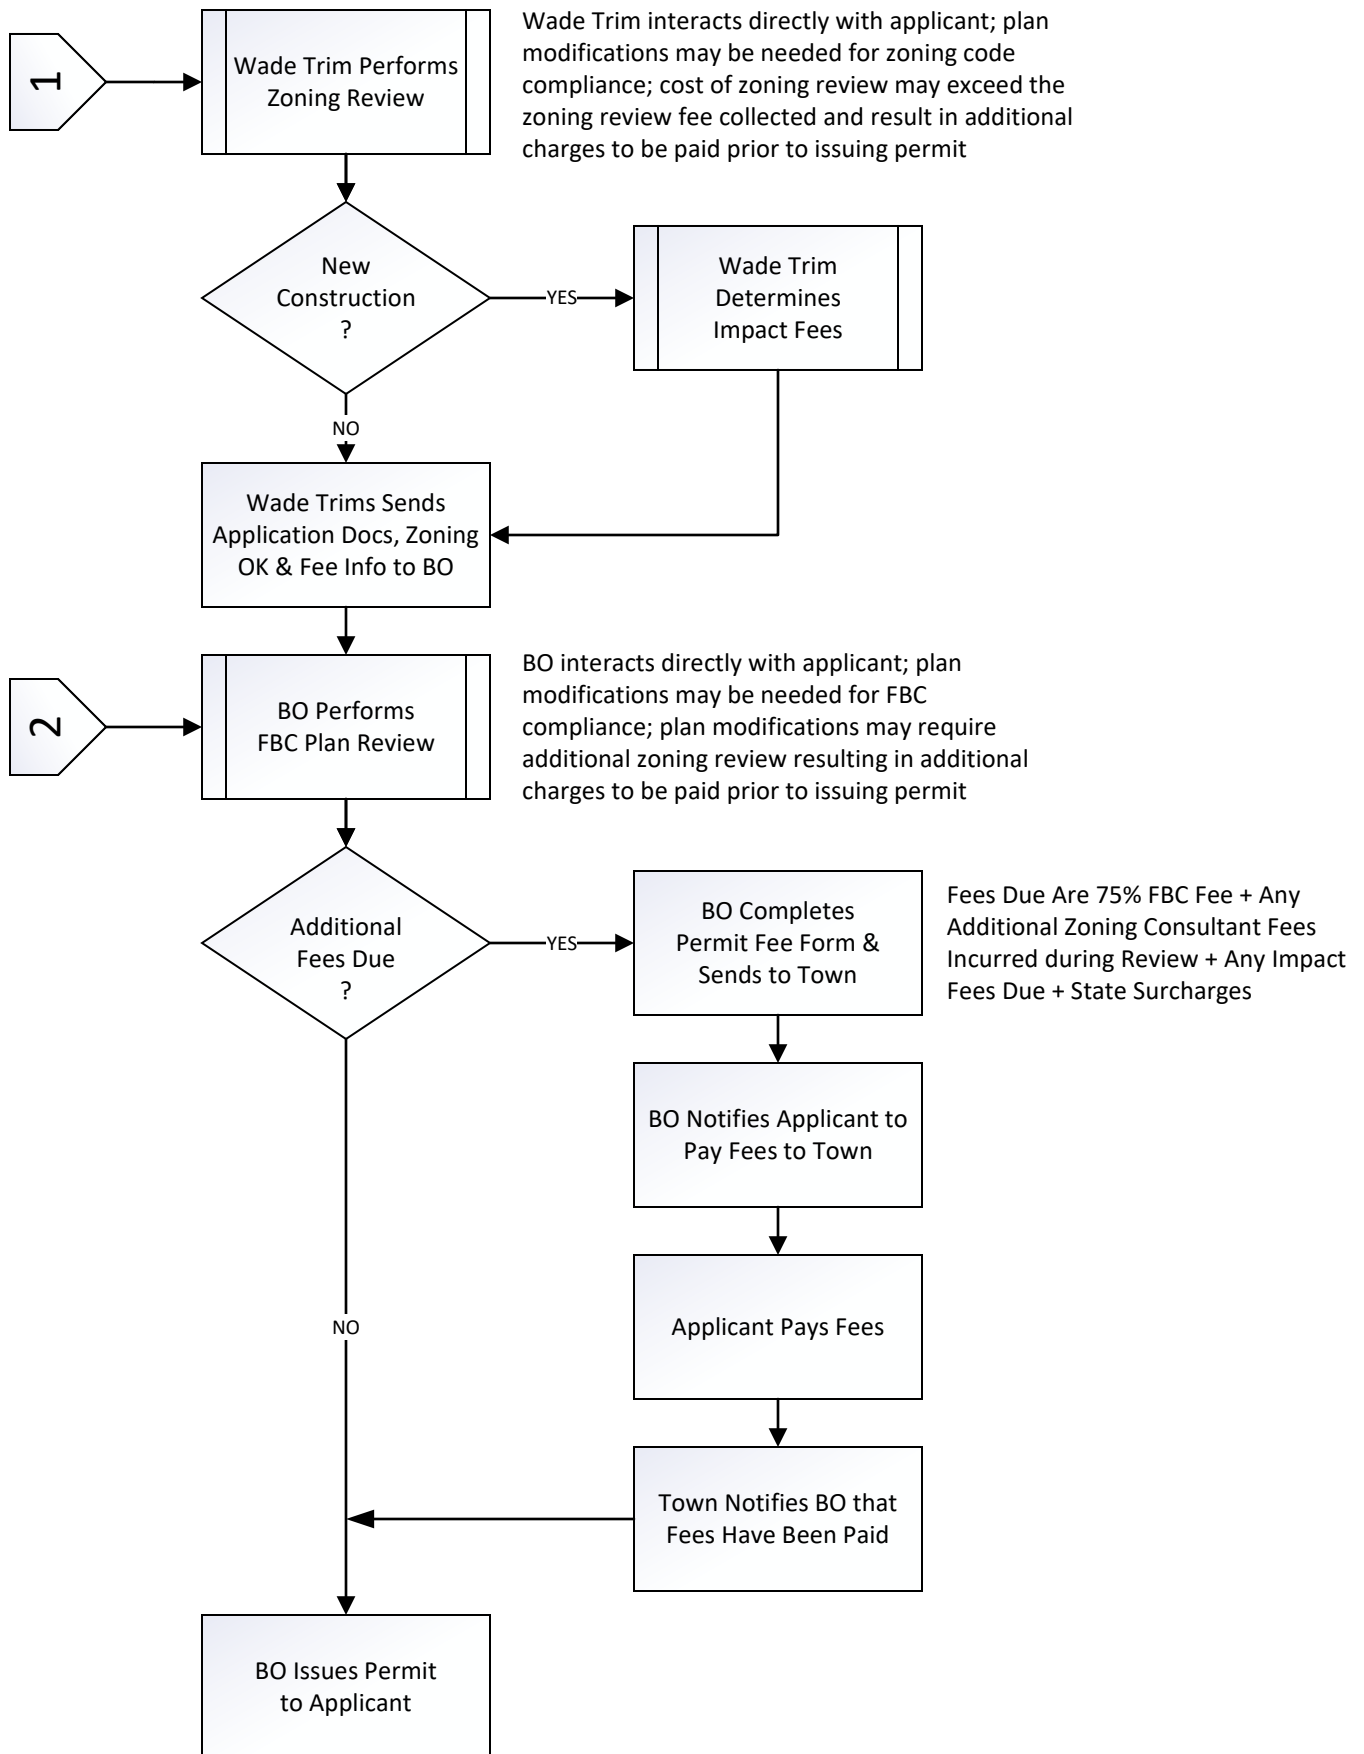 1
Wade Trim Performs
Zoning Review
Wade Trim interacts directly with applicant; plan
modifications may be needed for zoning code
compliance; cost of zoning review may exceed the
zoning review fee collected and result in additional
charges to be paid prior to issuing permit
New
Construction
?
YES
Wade Trim
Determines
Impact Fees
NO
Wade Trims Sends
Application Docs, Zoning
OK & Fee Info to BO
2
BO Performs
FBC Plan Review
BO interacts directly with applicant; plan
modifications may be needed for FBC
compliance; plan modifications may require
additional zoning review resulting in additional
charges to be paid prior to issuing permit
Additional
Fees Due
?
YES
BO Completes
Permit Fee Form &
Sends to Town
Fees Due Are 75% FBC Fee + Any
Additional Zoning Consultant Fees
Incurred during Review + Any Impact
Fees Due + State Surcharges
BO Notifies Applicant to
Pay Fees to Town
NO
Applicant Pays Fees
Town Notifies BO that
Fees Have Been Paid
BO Issues Permit
to Applicant